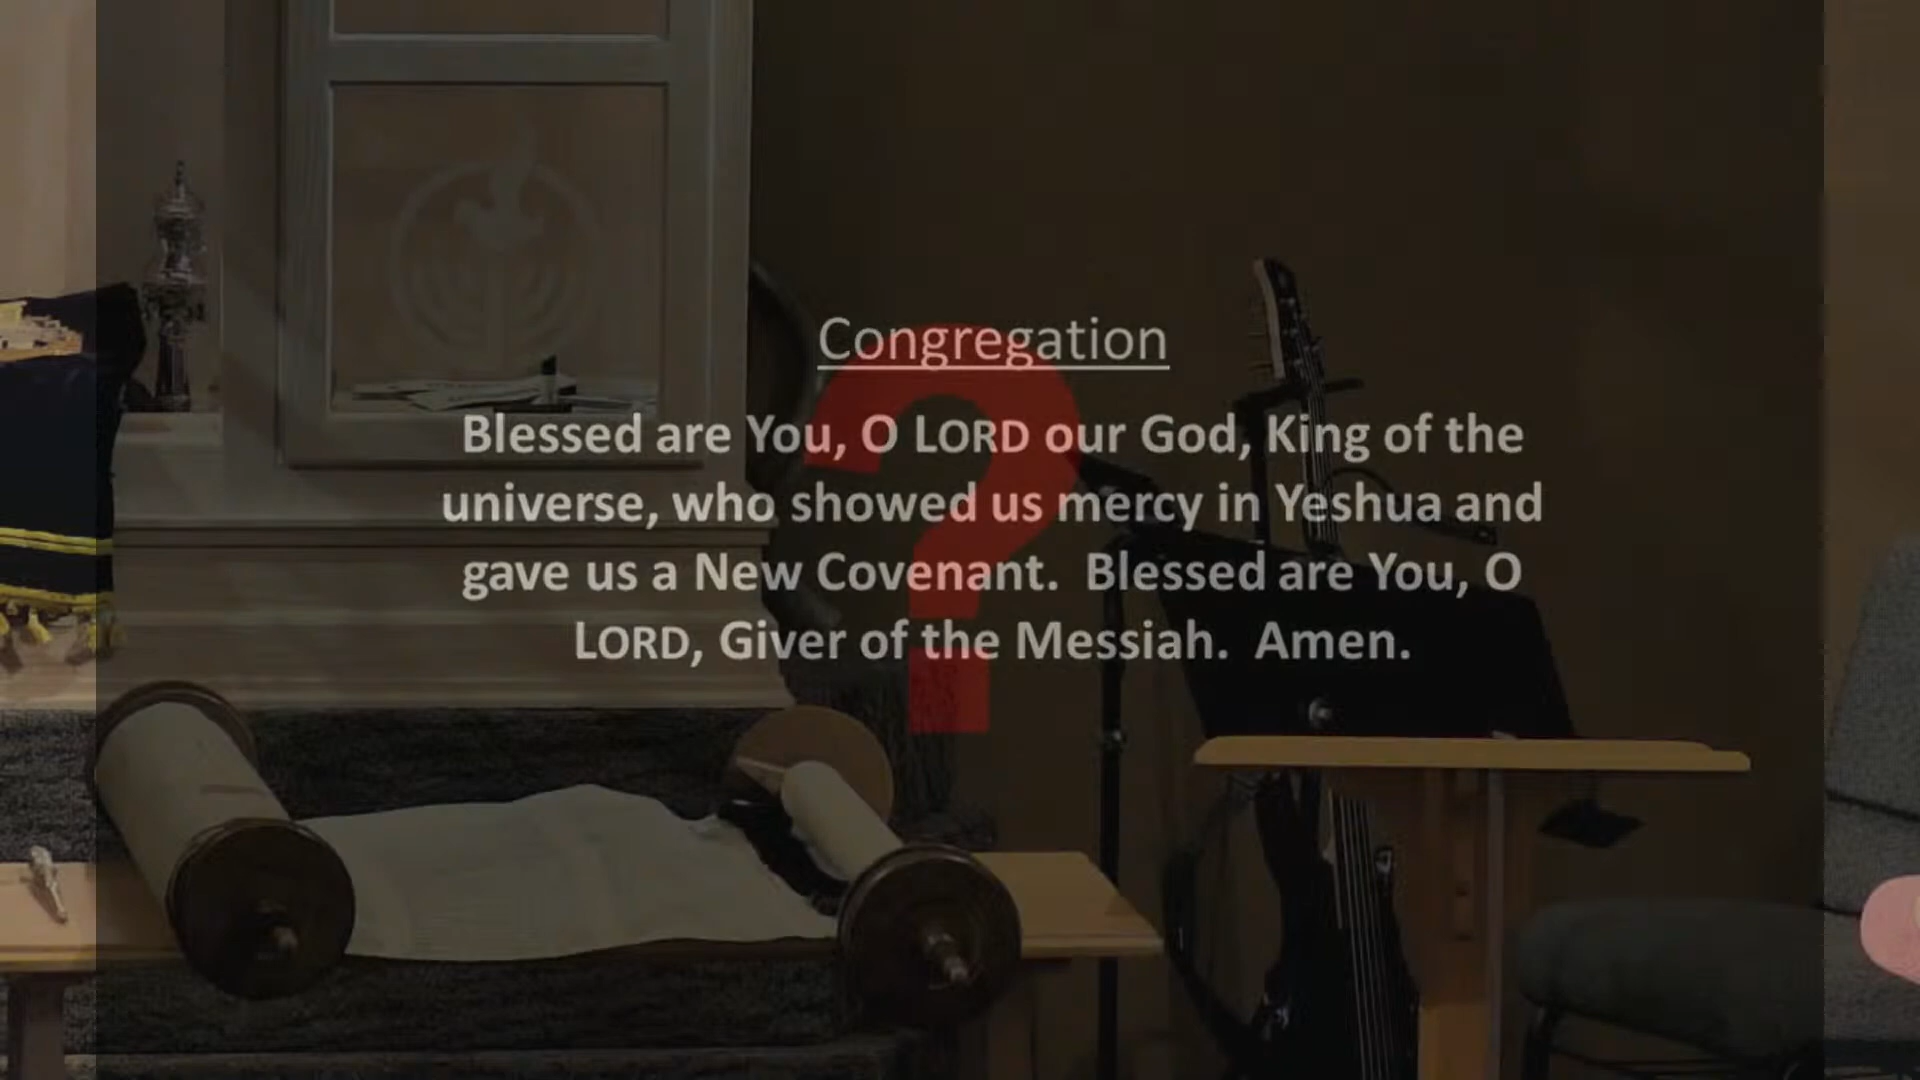 Congregation
Blessed are You, O LORD our God, King of the
universe, who showed us mercy in Yeshua and
gave us a New Covenant.  Blessed are You, O
LORD, Giver of the Messiah.  Amen.
?